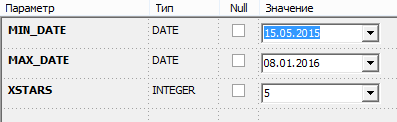 Параметр Тип Null Значение
MIN_DATE DATE 15.05.2015
MAX_DATE DATE 08.01.2016
XSTARS INTEGER 5